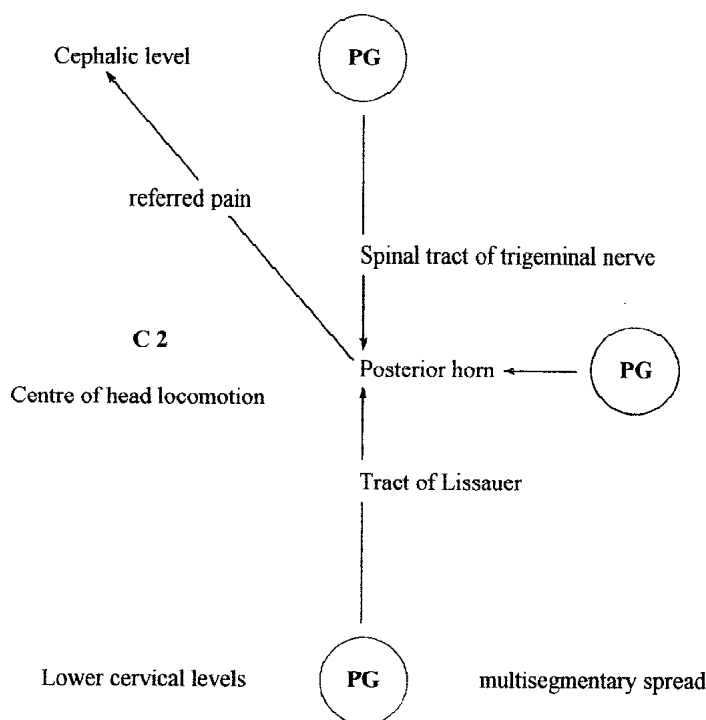 Cephalic level
PG
referred pain
Spinal tract of trigeminal nerve
C 2
Posterior horn
PG
Centre of head locomotion
Tract of Lissauer
Lower cervical levels
PG
multisegmentary spread